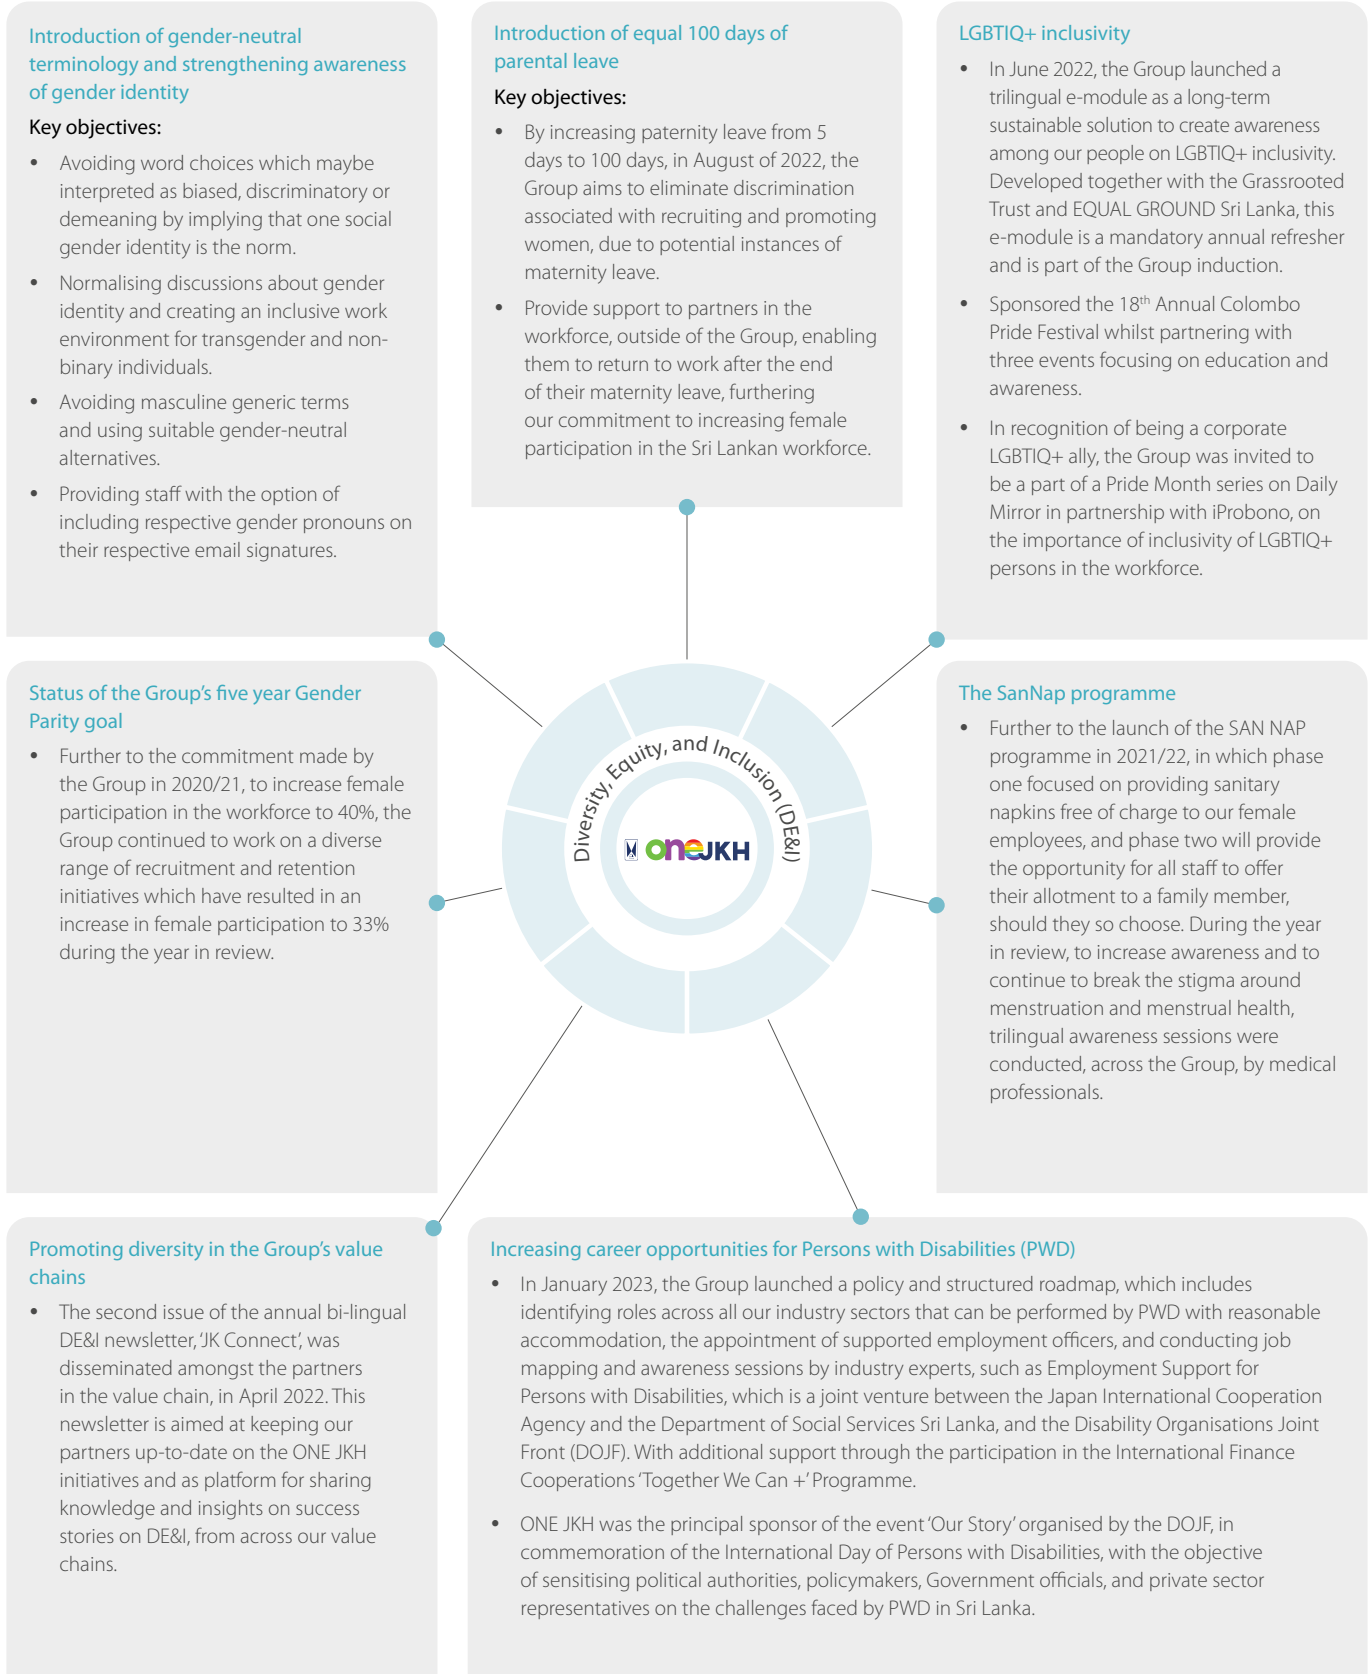 Introduction of gender-neutral
terminology and strengthening awareness
of gender identity
Key objectives:
• Avoiding word choices which maybe
interpreted as biased, discriminatory or
demeaning by implying that one social
gender identity is the norm.
• Normalising discussions about gender
identity and creating an inclusive work
environment for transgender and non-
binary individuals.
• Avoiding masculine generic terms
and using suitable gender-neutral
alternatives.
• Providing staff with the option of
including respective gender pronouns on
their respective email signatures.
Introduction of equal 100 days of
parental leave
Key objectives:
• By increasing paternity leave from 5
days to 100 days, in August of 2022, the
Group aims to eliminate discrimination
associated with recruiting and promoting
women, due to potential instances of
maternity leave.
• Provide support to partners in the
workforce, outside of the Group, enabling
them to return to work after the end
of their maternity leave, furthering
our commitment to increasing female
participation in the Sri Lankan workforce.
LGBTIQ+ inclusivity
• In June 2022, the Group launched a
trilingual e-module as a long-term
sustainable solution to create awareness
among our people on LGBTIQ+ inclusivity.
Developed together with the Grassrooted
Trust and EQUAL GROUND Sri Lanka, this
e-module is a mandatory annual refresher
and is part of the Group induction.
• Sponsored the 18th Annual Colombo
Pride Festival whilst partnering with
three events focusing on education and
awareness.
• In recognition of being a corporate
LGBTIQ+ ally, the Group was invited to
be a part of a Pride Month series on Daily
Mirror in partnership with iProbono, on
the importance of inclusivity of LGBTIQ+
persons in the workforce.
Status of the Group's five year Gender
Parity goal
• Further to the commitment made by
the Group in 2020/21, to increase female
participation in the workforce to 40%, the
Group continued to work on a diverse
range of recruitment and retention
initiatives which have resulted in an
increase in female participation to 33%
during the year in review.
Diversity, Equity, and Inclusion (DE&I)
oneJKH
The SanNap programme
• Further to the launch of the SAN NAP
programme in 2021/22, in which phase
one focused on providing sanitary
napkins free of charge to our female
employees, and phase two will provide
the opportunity for all staff to offer
their allotment to a family member,
should they so choose. During the year
in review, to increase awareness and to
continue to break the stigma around
menstruation and menstrual health,
trilingual awareness sessions were
conducted, across the Group, by medical
professionals.
Promoting diversity in the Group's value
chains
• The second issue of the annual bi-lingual
DE&I newsletter, 'JK Connect', was
disseminated amongst the partners
in the value chain, in April 2022. This
newsletter is aimed at keeping our
partners up-to-date on the ONE JKH
initiatives and as platform for sharing
knowledge and insights on success
stories on DE&I, from across our value
chains.
Increasing career opportunities for Persons with Disabilities (PWD)
• In January 2023, the Group launched a policy and structured roadmap, which includes
identifying roles across all our industry sectors that can be performed by PWD with reasonable
accommodation, the appointment of supported employment officers, and conducting job
mapping and awareness sessions by industry experts, such as Employment Support for
Persons with Disabilities, which is a joint venture between the Japan International Cooperation
Agency and the Department of Social Services Sri Lanka, and the Disability Organisations Joint
Front (DOJF). With additional support through the participation in the International Finance
Cooperations 'Together We Can +' Programme.
• ONE JKH was the principal sponsor of the event 'Our Story' organised by the DOJF, in
commemoration of the International Day of Persons with Disabilities, with the objective
of sensitising political authorities, policymakers, Government officials, and private sector
representatives on the challenges faced by PWD in Sri Lanka.